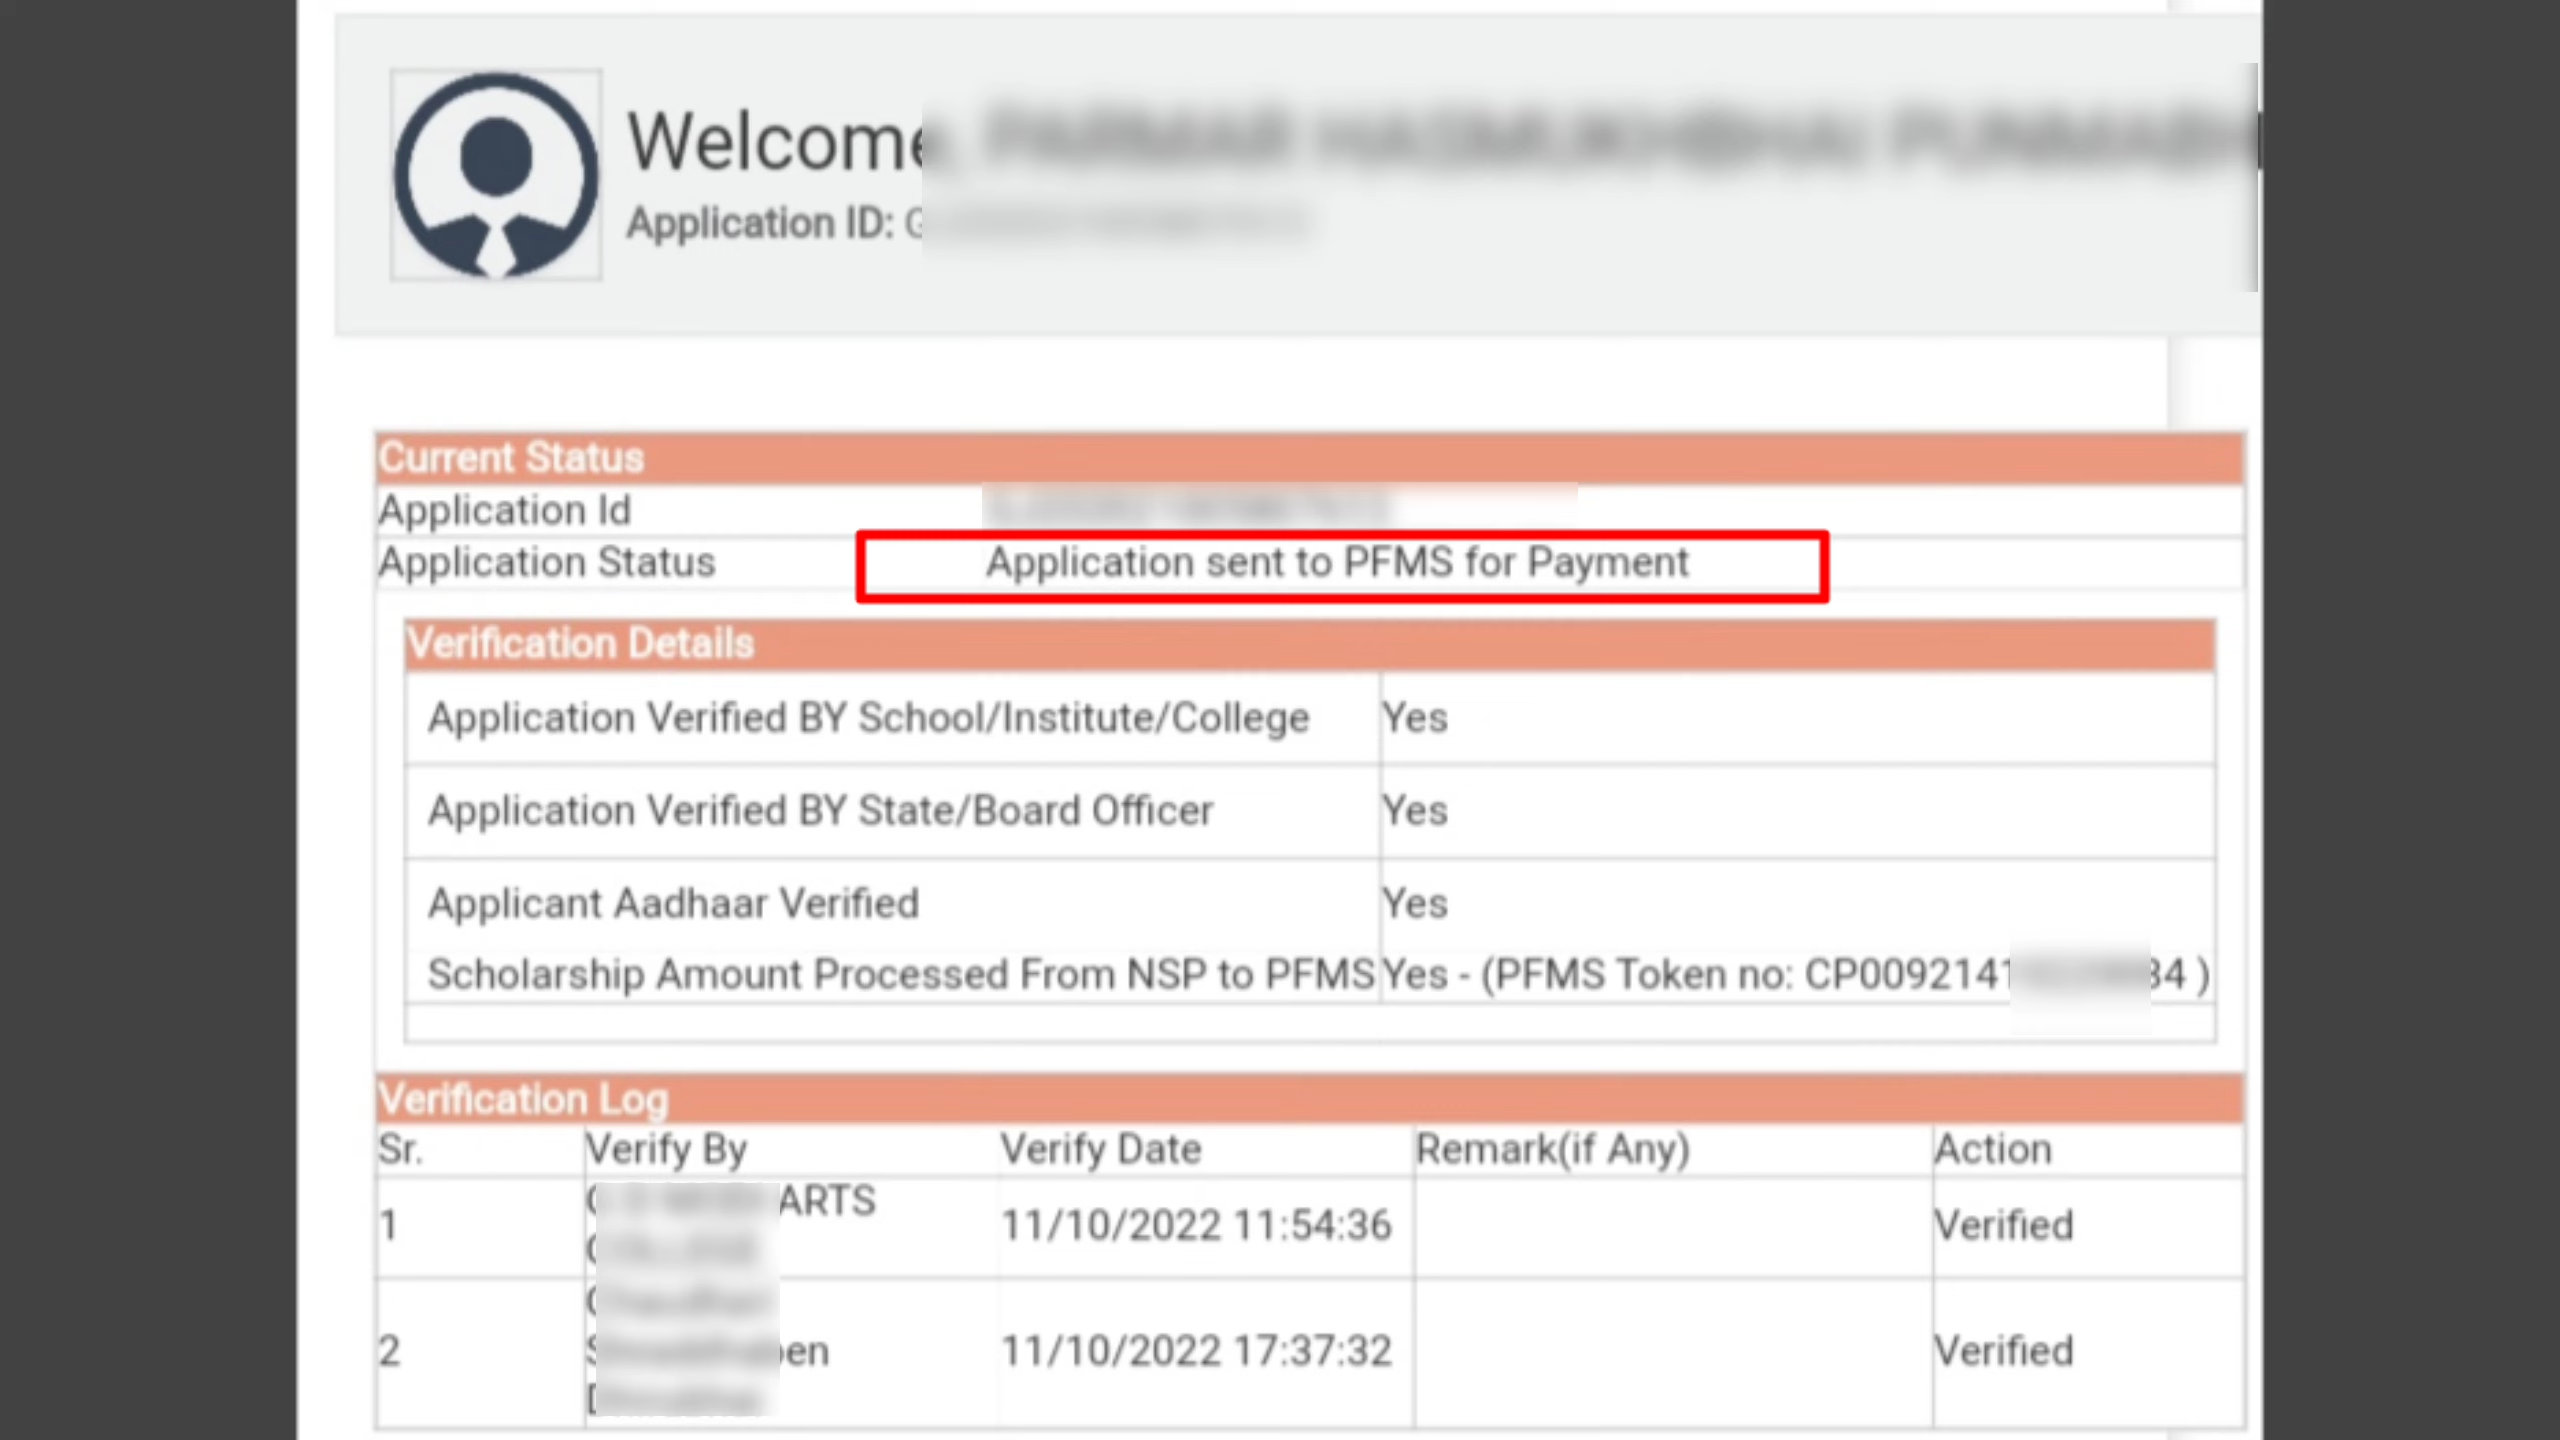 Welcome
Application ID: G
Current Status
Application Id
Application Status Application sent to PFMS for Payment
Verification Details
Application Verified BY School/Institute/College Yes
Application Verified BY State/Board Officer Yes
Applicant Aadhaar Verified Yes
Scholarship Amount Processed From NSP to PFMS Yes - (PFMS Token no: )
Verification Log
Sr. Verify By Verify Date Remark(if Any) Action
1 ARTS 11/10/2022 11:54:36 Verified
2 11/10/2022 17:37:32 Verified